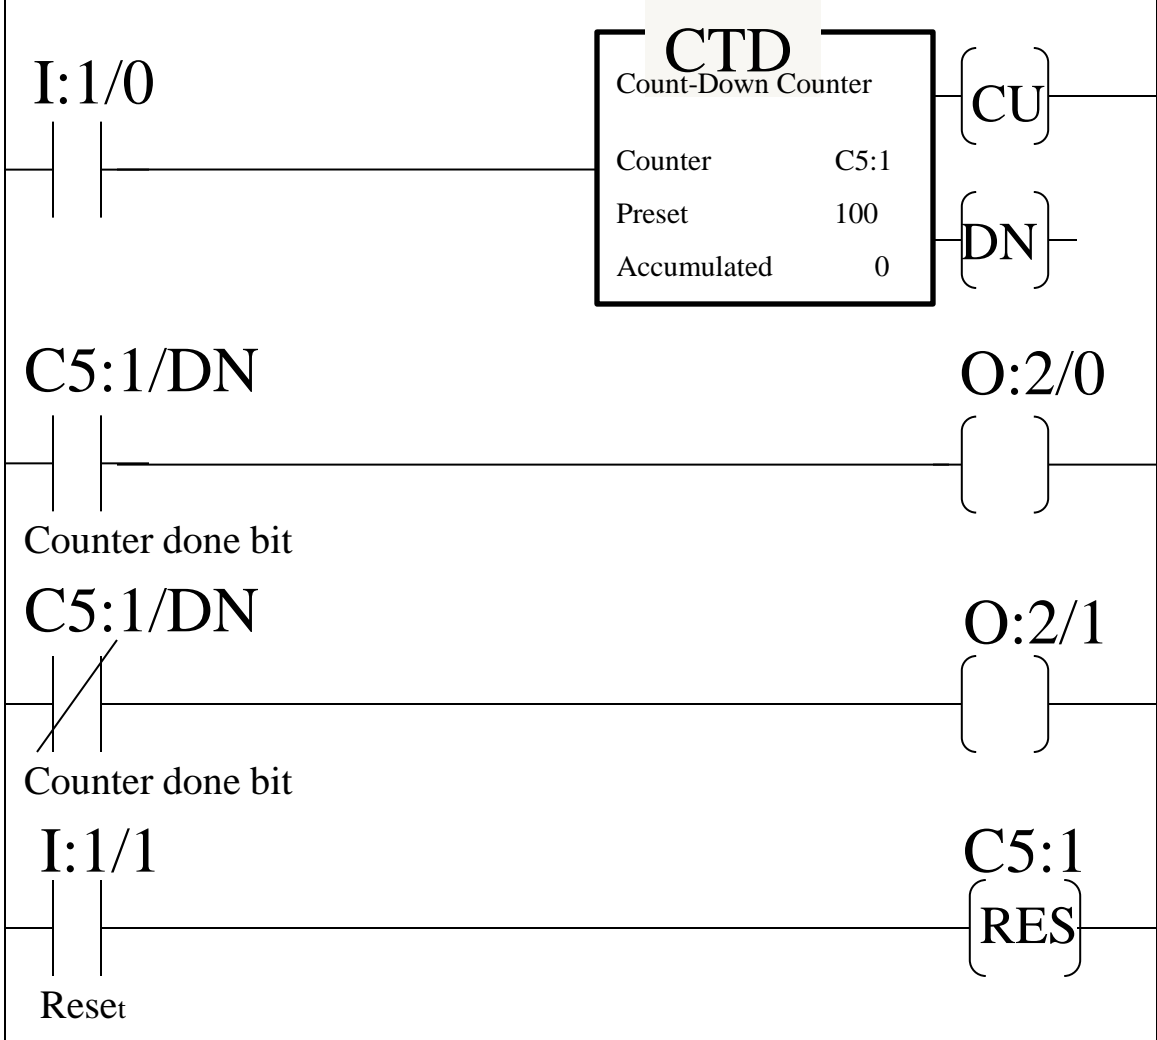 CTD
I:1/0
Count-Down Counter
CU
Counter C5:1
Preset 100
DN
Accumulated 0
C5:1/DN O:2/0
Counter done bit
C5:1/DN O:2/1
Counter done bit
I:1/1 C5:1
RES
Reset